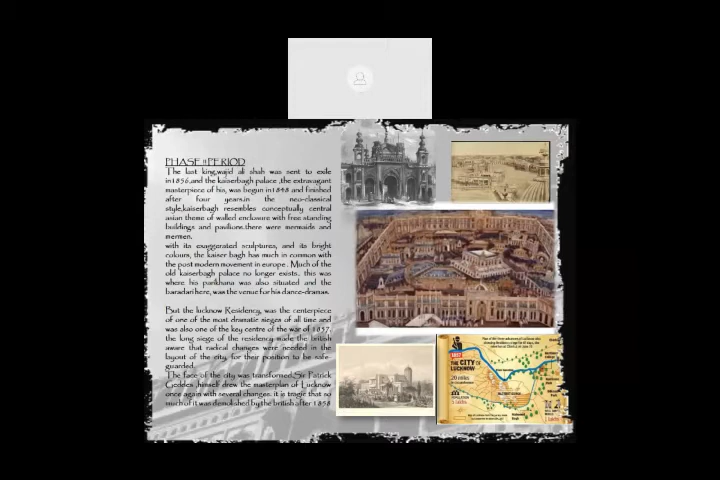 PHASE II PERIOD
The last king,wajid ali shah was sent to exile
in1856,and the kaiserbagh palace ,the extravagant
masterpiece of his, was begun in1848 and finished
after four years.in the neo-classical
style,kaiserbagh resembles conceptually central
asian theme of walled enclosure with free standing
buildings and pavilions.there were mermaids and
mermen.
with its exaggerated sculptures, and its bright
colours, the kaiser bagh has much in common with
the post modern movement in europe . Much of the
old kaiserbagh palace no longer exists, this was
where his parikhana was also situated and the
baradari here, was the venue for his dance-dramas.
But the lucknow Residency, was the centerpiece
of one of the most dramatic sieges of all time and
was also one of the key centre of the war of 1857.
the long siege of the residency made the british
aware that radical changes were needed in the
layout of the city, for their position to be safe
guarded.
The face of the city was transformed,Sir Patrick
Geddes ,himself drew the masterplan of Lucknow
once again with several changes. it is tragic that so
much of it was demolished by the british after 1858
THE CITY OF
LUCKNOW
20 miles